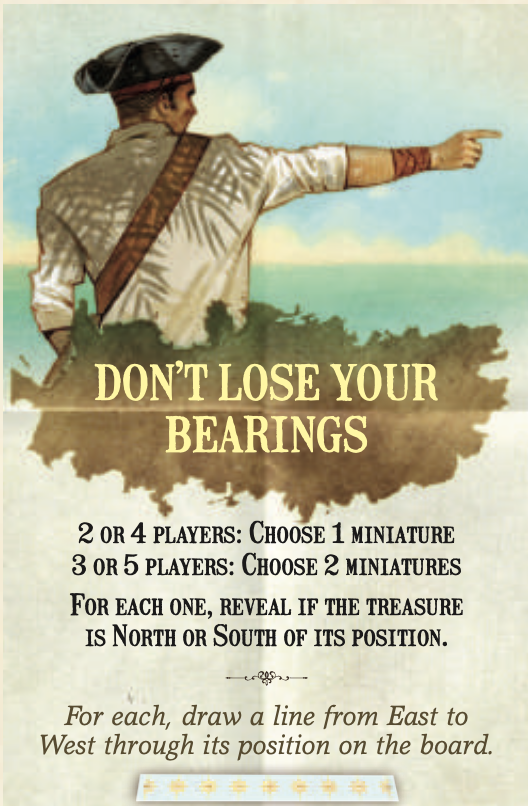 DON'T LOSE YOUR
BEARINGS
2 OR 4 PLAYERS: CHOOSE 1 MINIATURE
3 OR 5 PLAYERS: CHOOSE 2 MINIATURES
FOR EACH ONE, REVEAL IF THE TREASURE
IS NORTH OR SOUTH OF ITS POSITION.
For each, draw a line from East to
West through its position on the board.